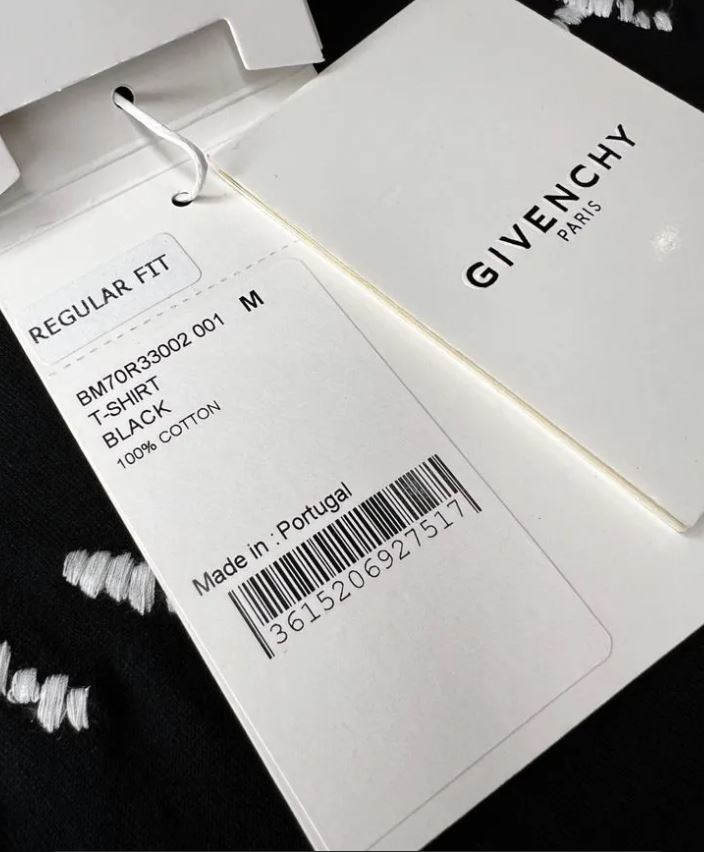 GIVENCHY
PARIS
REGULAR FIT
BM70R33002 001 M
T-SHIRT
BLACK
100% COTTON
Made in : Portugal
3615206927517